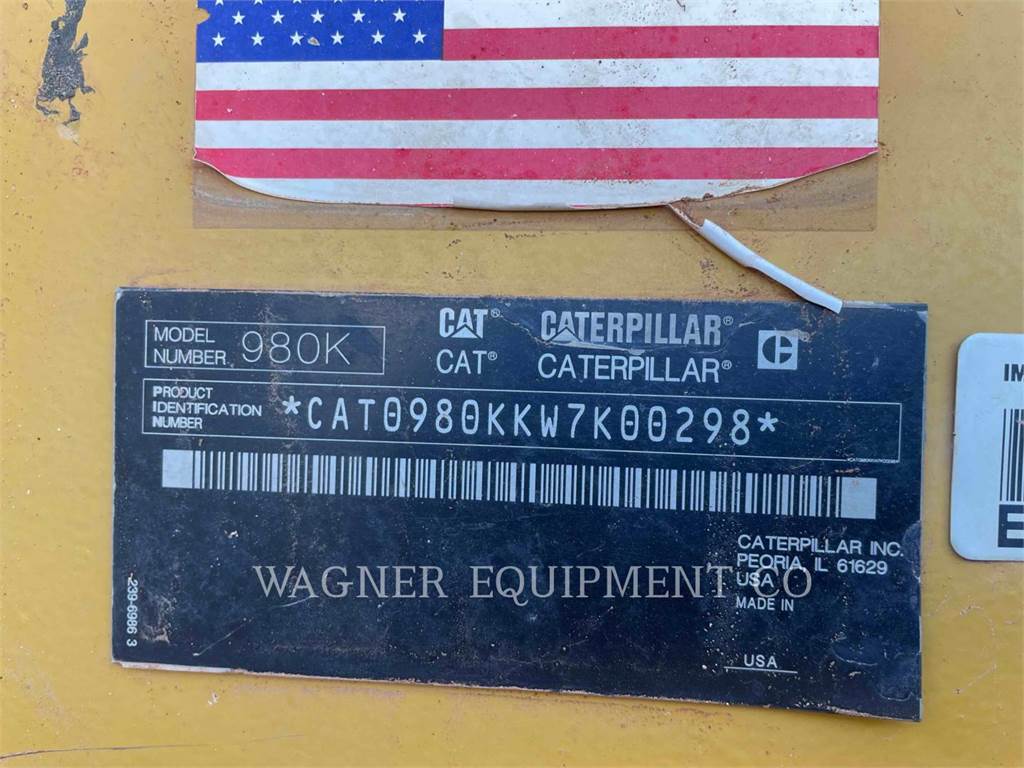 MODEL
NUMBER 980K
CAT® CATERPILLAR®
CAT® CATERPILLAR®
PRODUCT
IDENTIFICATION
NUMBER
*CAT0980KKW7K00298*
CATERPILLAR INC.
PEORIA, IL 61629
USA
MADE IN
USA
239-6986 3
WAGNER EQUIPMENT CO
IM
E